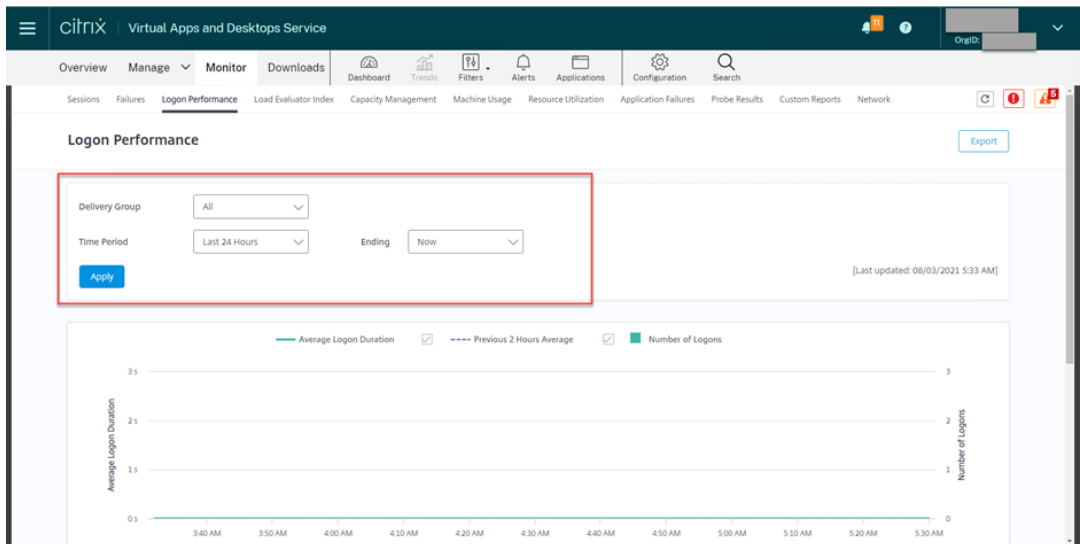 citrix | Virtual Apps and Desktops Service 11 ?
OrgID:
Overview Manage Monitor Downloads Dashboard Trends Filters Alerts Applications Configuration Search
Sessions Failures Logon Performance Load Evaluator Index Capacity Management Machine Usage Resource Utilization Application Failures Probe Results Custom Reports Network 5
Logon Performance Export
Delivery Group All
Time Period Last 24 Hours Ending Now
Apply [Last updated: 08/03/2021 5:33 AM]
Average Logon Duration Previous 2 Hours Average Number of Logons
3 s 3
2 s 2
1 s 1
0 s 0
Average Logon Duration
Number of Logons
3:40 AM 3:50 AM 4:00 AM 4:10 AM 4:20 AM 4:30 AM 4:40 AM 4:50 AM 5:00 AM 5:10 AM 5:20 AM 5:30 AM